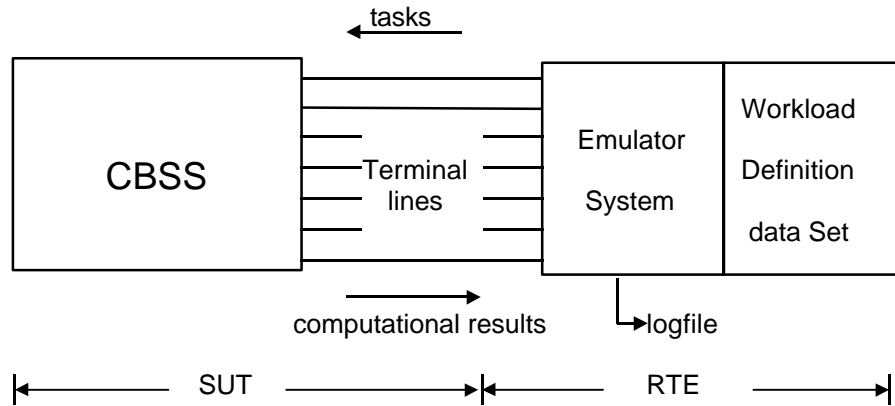 tasks
CBSS
Terminal
lines
Emulator
System
Workload
Definition
data Set
computational results
logfile
SUT
RTE